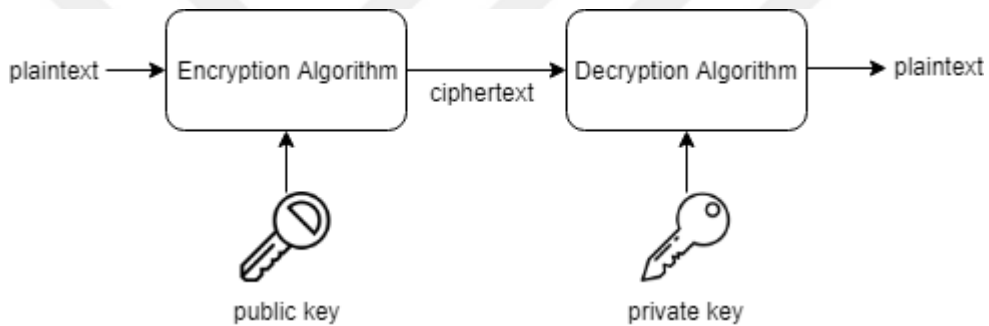 plaintext
Encryption Algorithm
ciphertext
Decryption Algorithm
plaintext
public key
private key